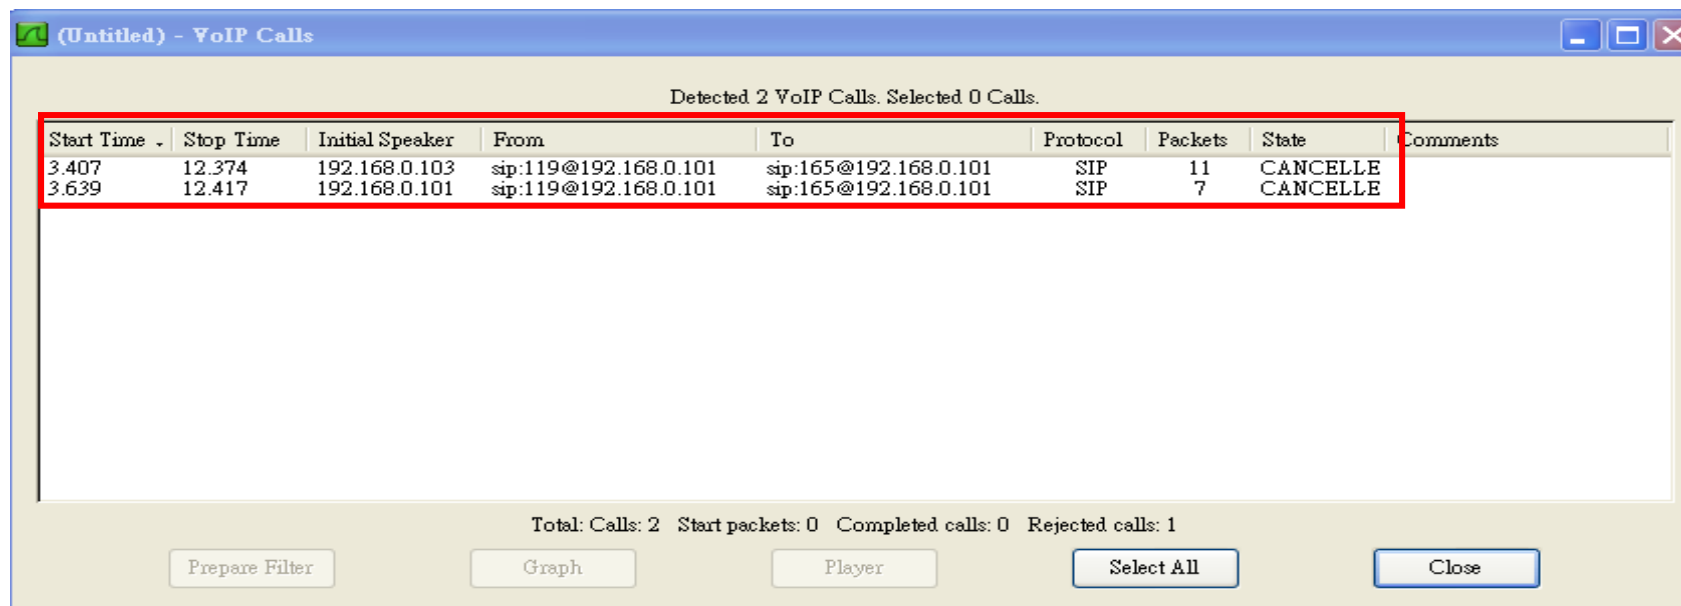 (Untitled) - VoIP Calls
Detected 2 VoIP Calls. Selected 0 Calls.
Start Time Stop Time Initial Speaker From To Protocol Packets State Comments
3.407 12.374 192.168.0.103 sip:119@192.168.0.101 sip:165@192.168.0.101 SIP 11 CANCELLE
3.639 12.417 192.168.0.101 sip:119@192.168.0.101 sip:165@192.168.0.101 SIP 7 CANCELLE
Total: Calls: 2 Start packets: 0 Completed calls: 0 Rejected calls: 1
Prepare Filter Graph Player Select All Close